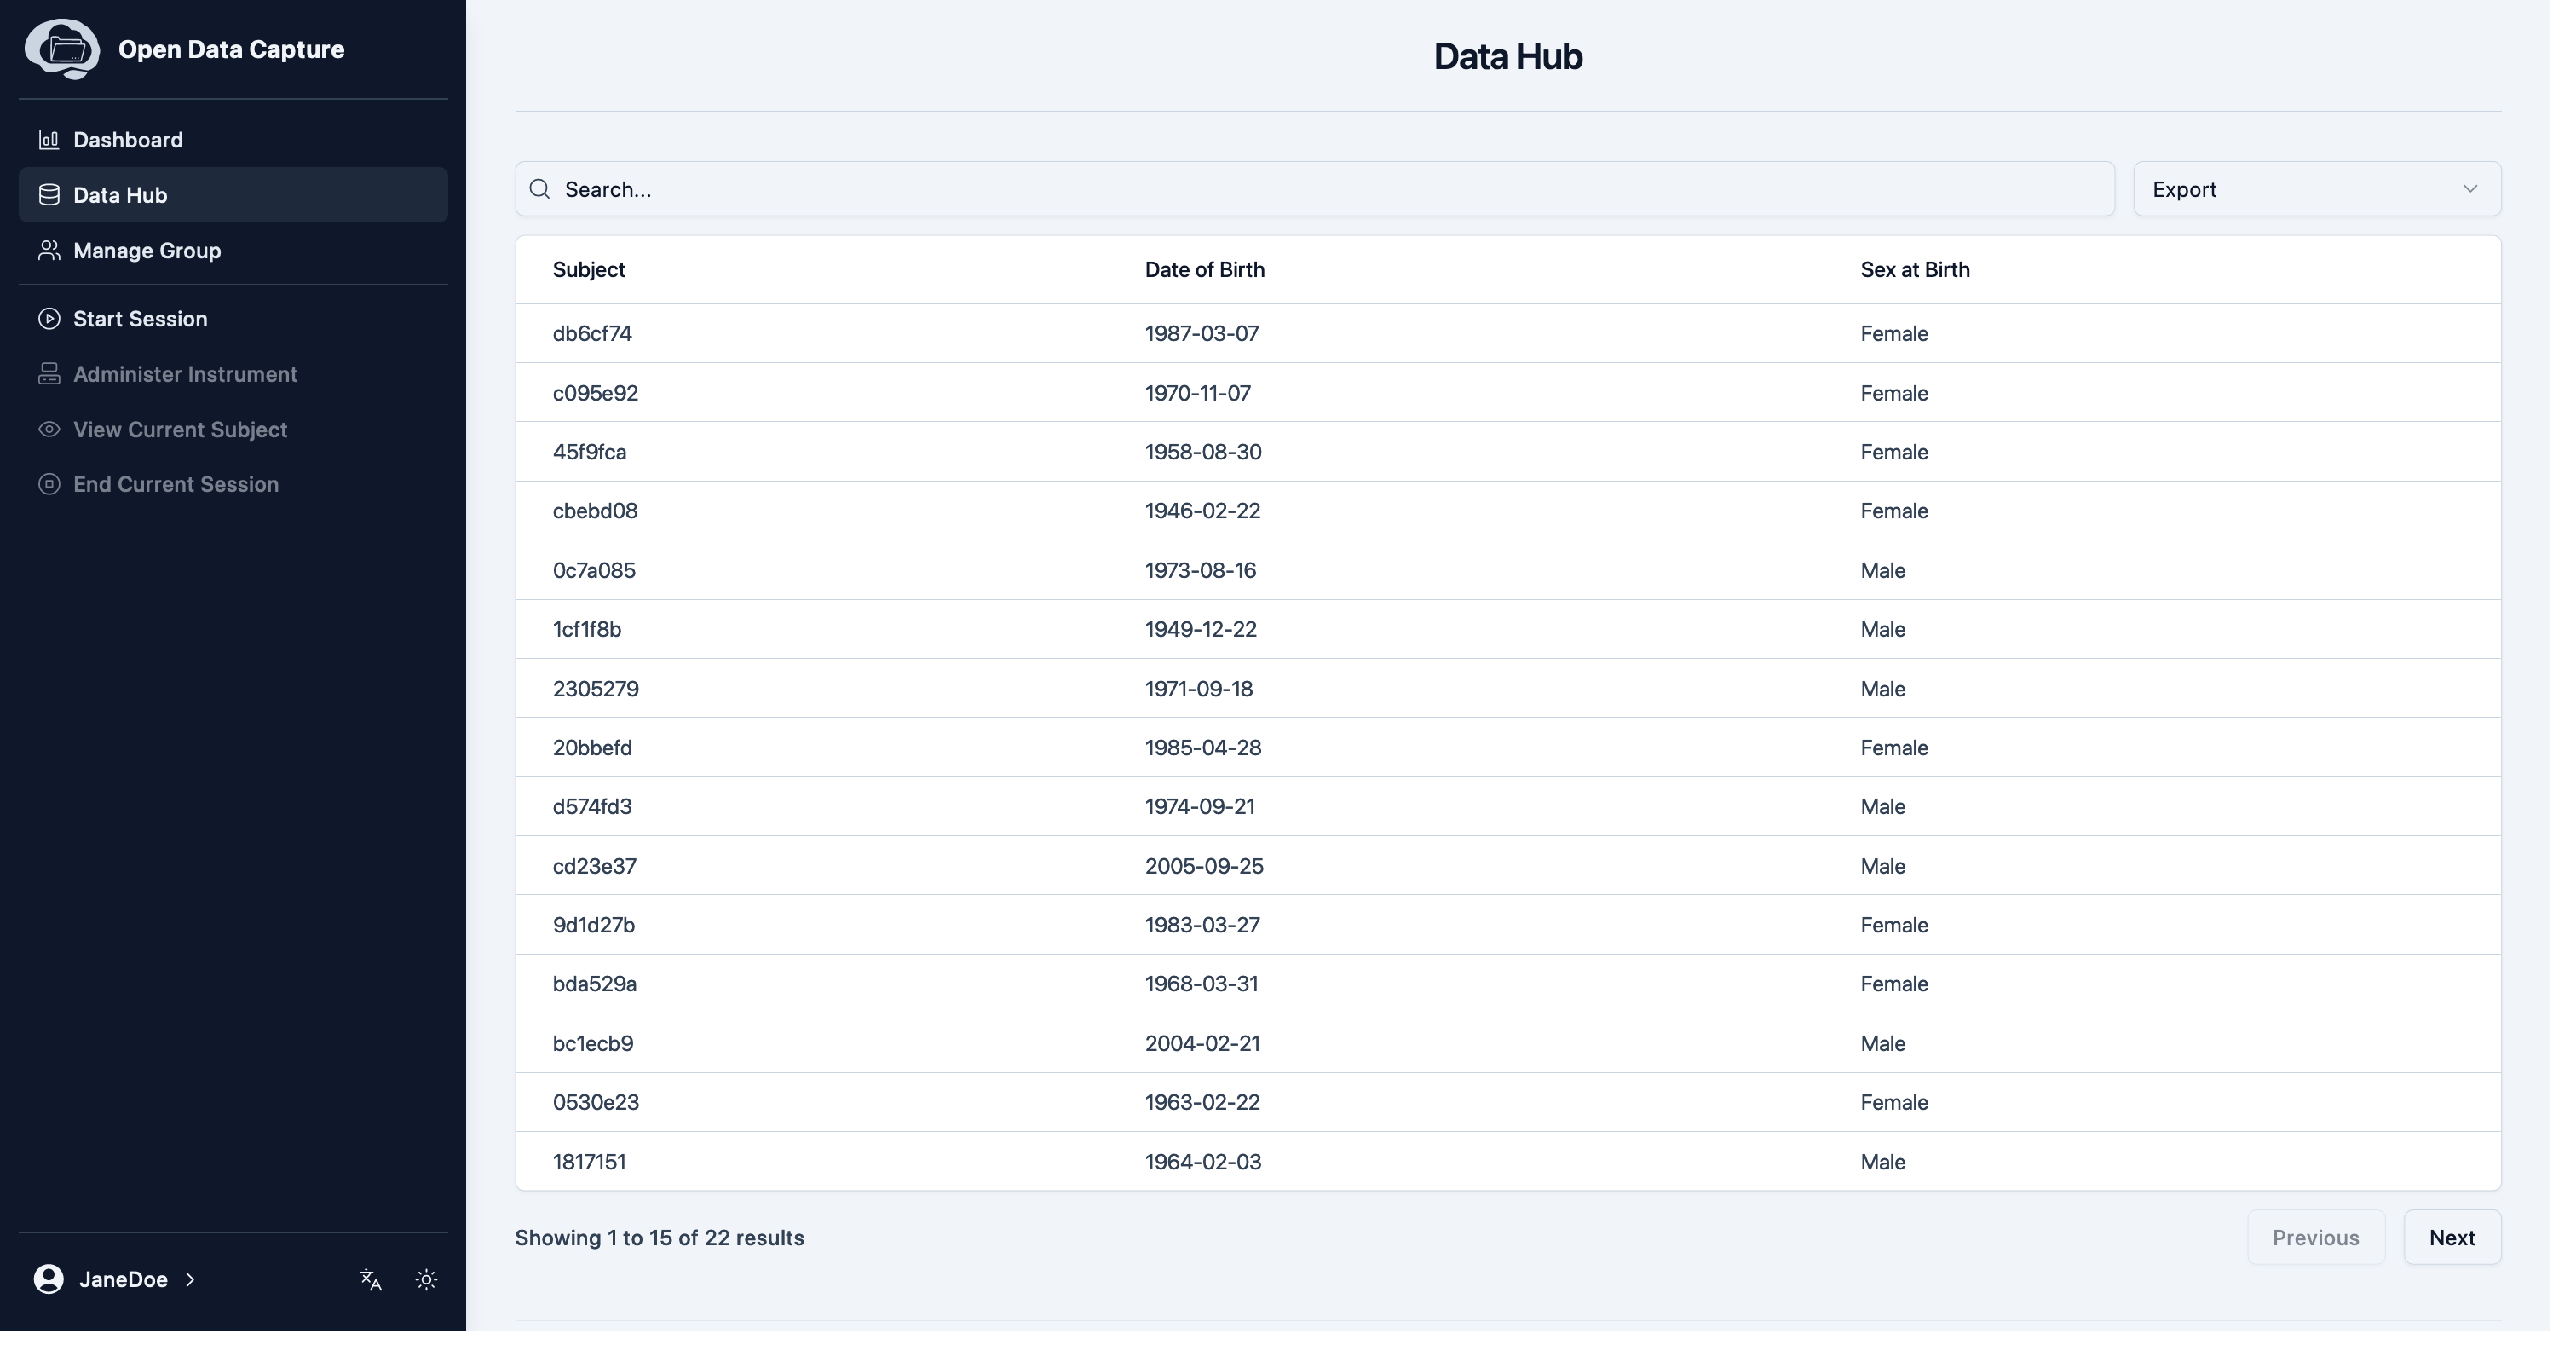 Open Data Capture
Dashboard
Data Hub
Manage Group
Start Session
Administer Instrument
View Current Subject
End Current Session
JaneDoe
Data Hub
Search...
Export
Subject Date of Birth Sex at Birth
db6cf74 1987-03-07 Female
c095e92 1970-11-07 Female
45f9fca 1958-08-30 Female
cbebd08 1946-02-22 Female
0c7a085 1973-08-16 Male
1cf1f8b 1949-12-22 Male
2305279 1971-09-18 Male
20bbefd 1985-04-28 Female
d574fd3 1974-09-21 Male
cd23e37 2005-09-25 Male
9d1d27b 1983-03-27 Female
bda529a 1968-03-31 Female
bc1ecb9 2004-02-21 Male
0530e23 1963-02-22 Female
1817151 1964-02-03 Male
Showing 1 to 15 of 22 results
Previous Next